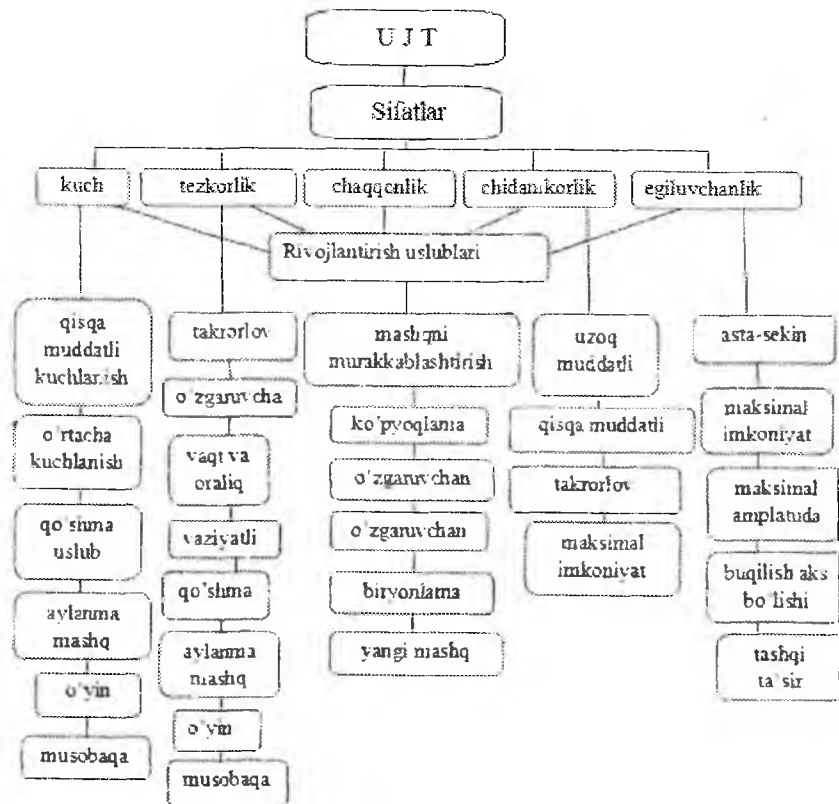 U J T
Sifatlar
kuch
tezkorlik
chaqqonlik
chidamkorlik
egiluvchanlik
Rivojlantirish uslublari
qisqa
muddatli
kuchlanish
o'rtacha
kuchlanish
qo'shma
uslub
aylanma
mashq
o'yin
musobaqa
takrorlov
o'zgaruvcha
vaqt va
oraliq
vaziyatli
qo'shma
aylanma
mashq
o'yin
musobaqa
mashqni
murakkablashtirish
ko'pyoqlama
o'zgaruvchan
o'zgaruvchan
biryonlama
yangi mashq
uzoq
muddatli
qisqa muddatli
takrorlov
maksimal
imkoniyat
asta-sekin
maksimal
imkoniyat
maksimal
amplatuda
buqilish aks
bo'lishi
tashqi
ta'sir